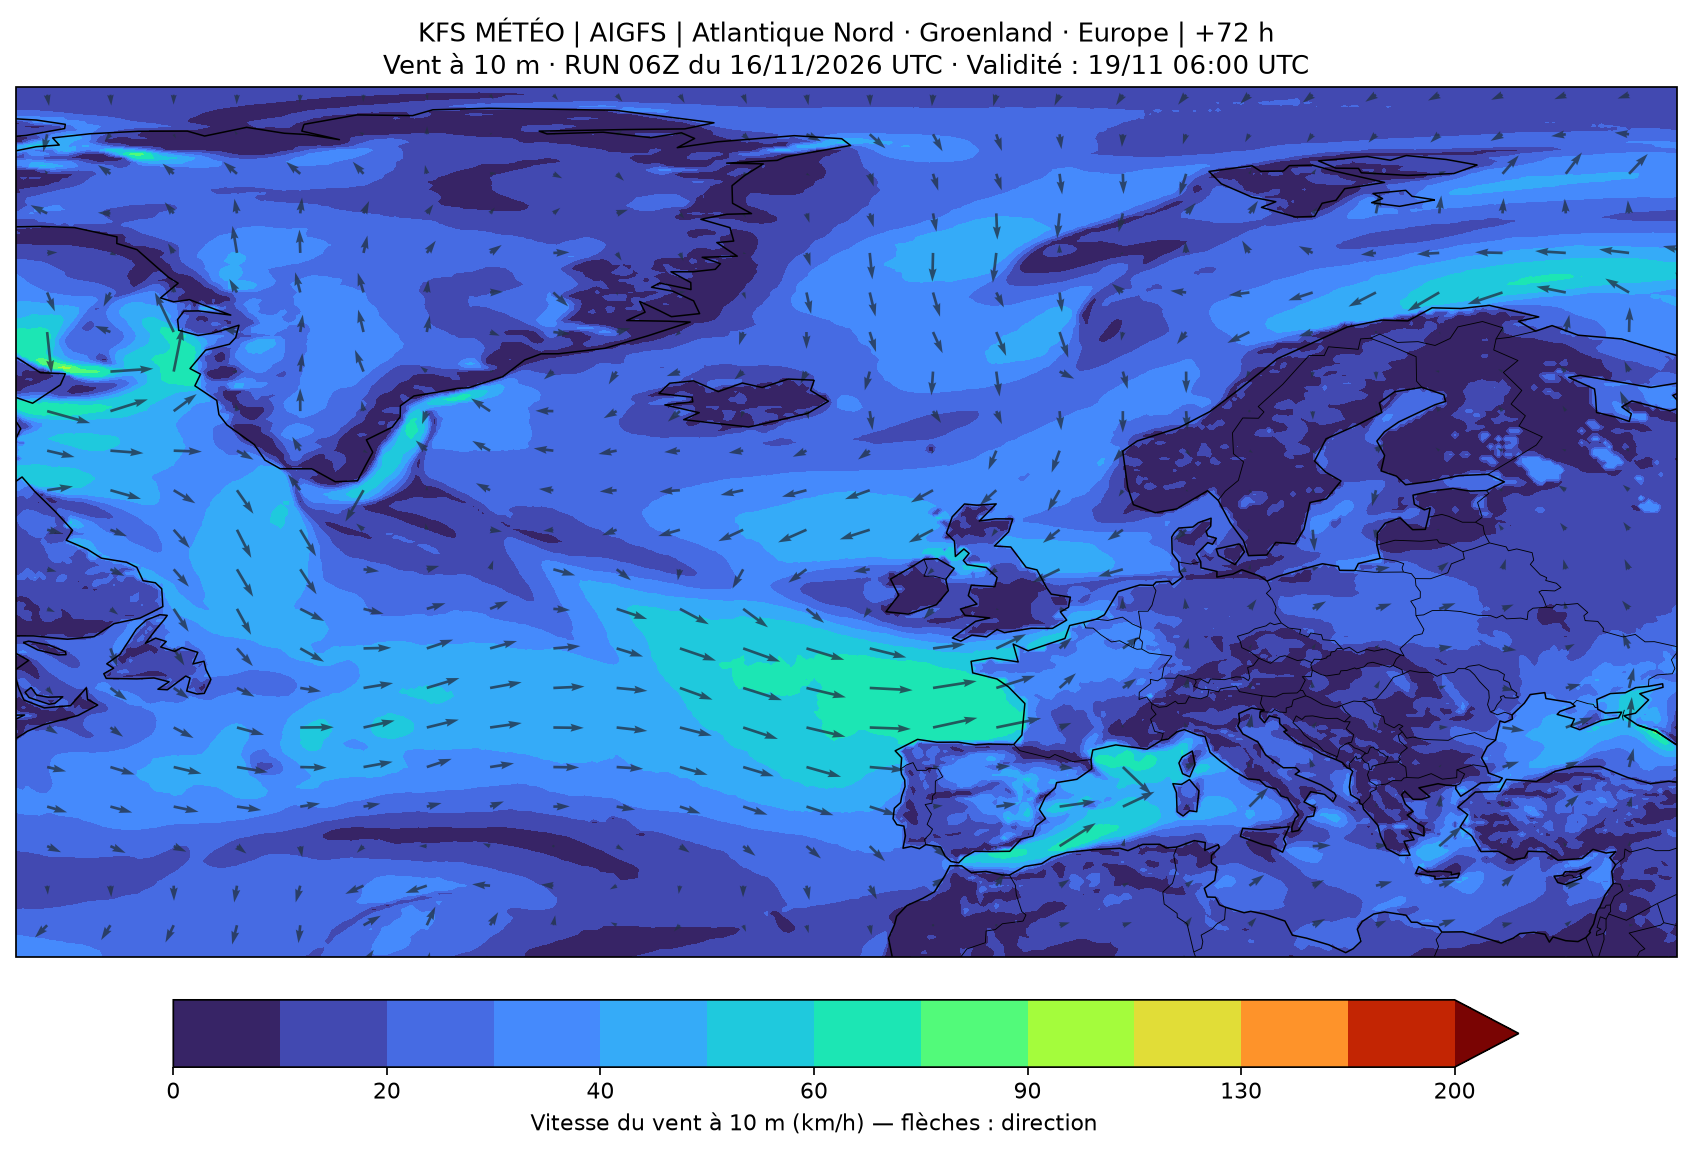 KFS MÉTÉO | AIGFS | Atlantique Nord · Groenland · Europe | +72 h
Vent à 10 m · RUN 06Z du 16/11/2026 UTC · Validité : 19/11 06:00 UTC
0 20 40 60 90 130 200
Vitesse du vent à 10 m (km/h) — flèches : direction